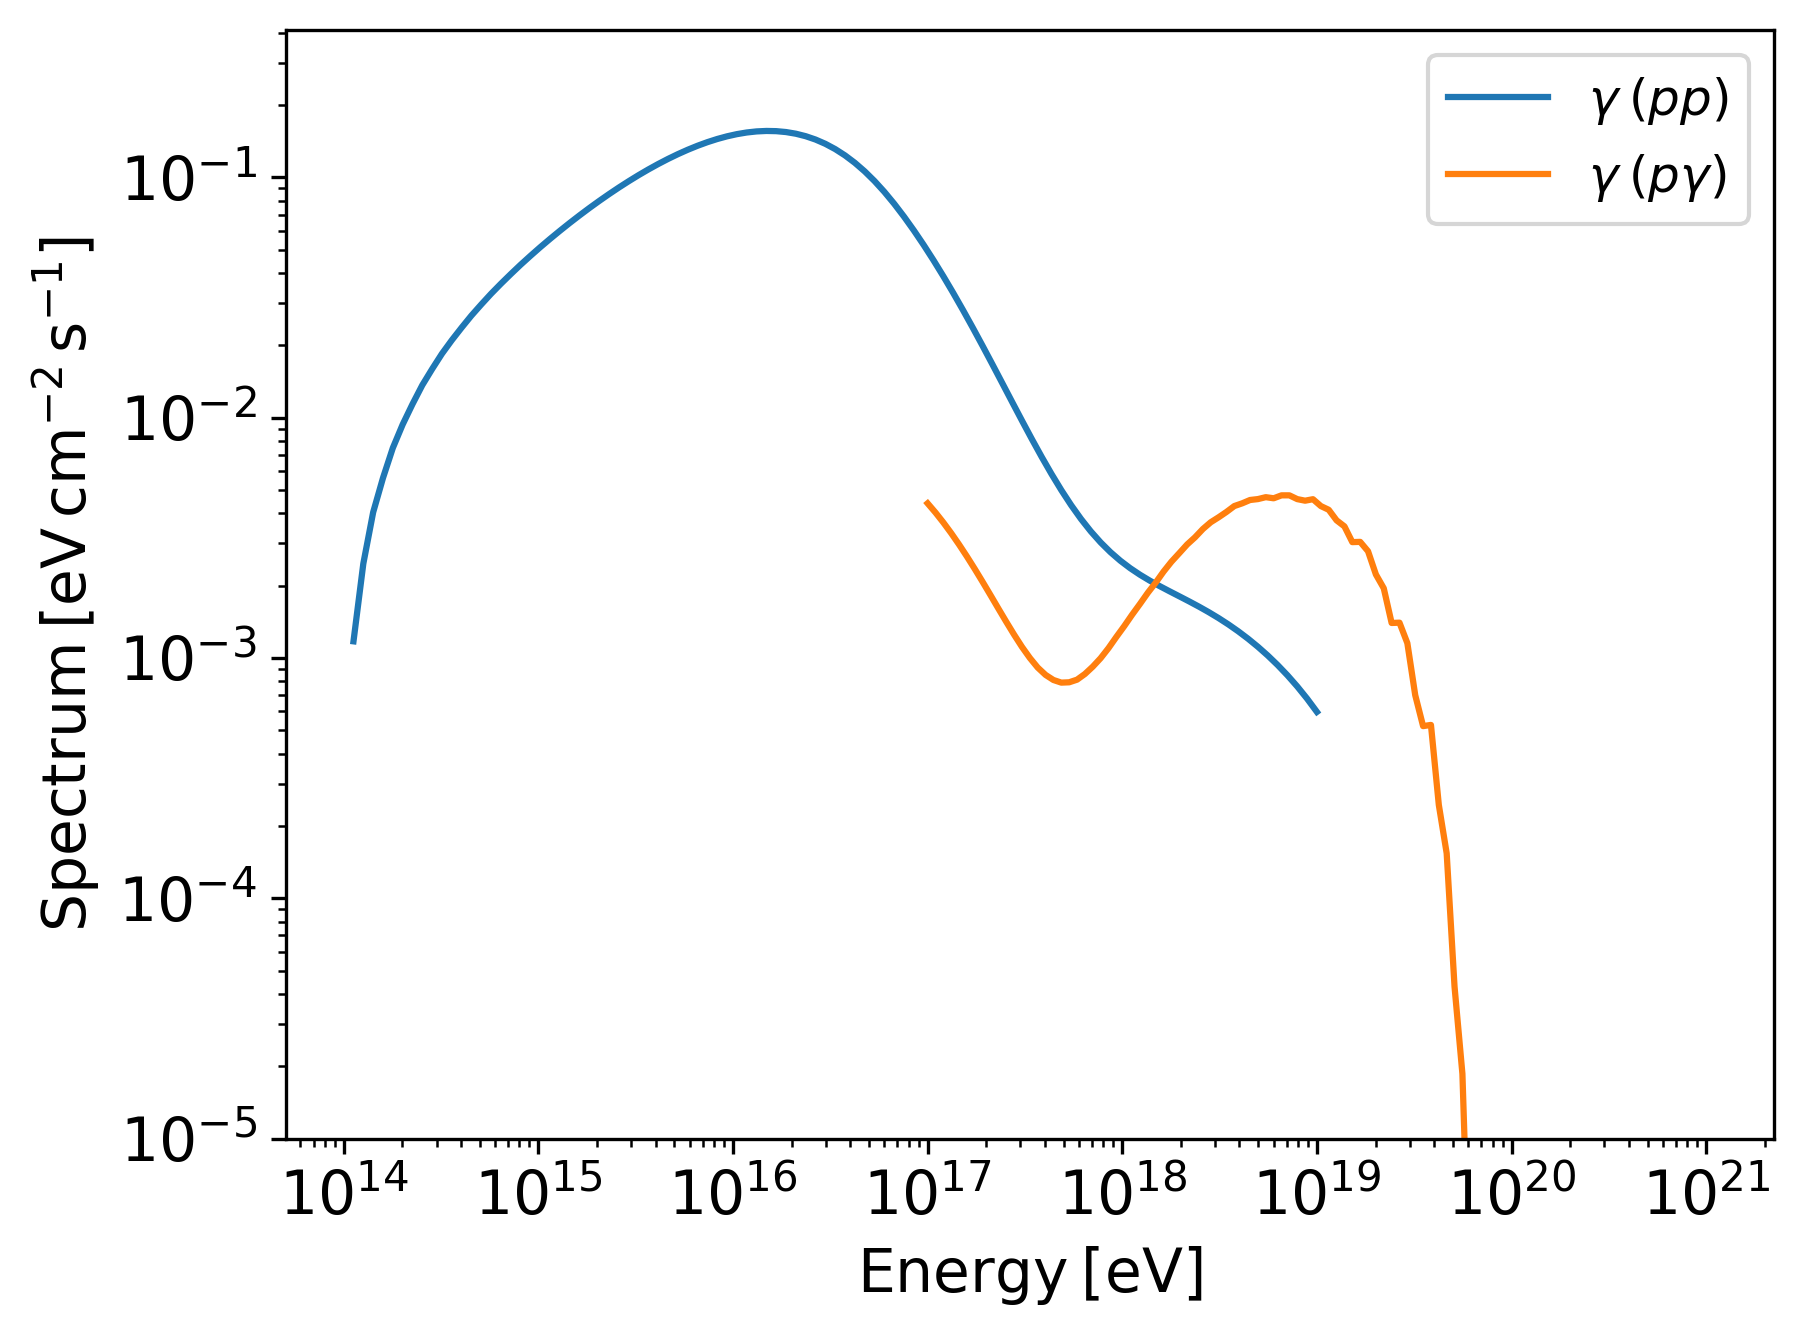 γ (pp)
γ (pγ)
Spectrum [eV cm⁻² s⁻¹]
10⁻¹
10⁻²
10⁻³
10⁻⁴
10⁻⁵
10¹⁴ 10¹⁵ 10¹⁶ 10¹⁷ 10¹⁸ 10¹⁹ 10²⁰ 10²¹
Energy [eV]